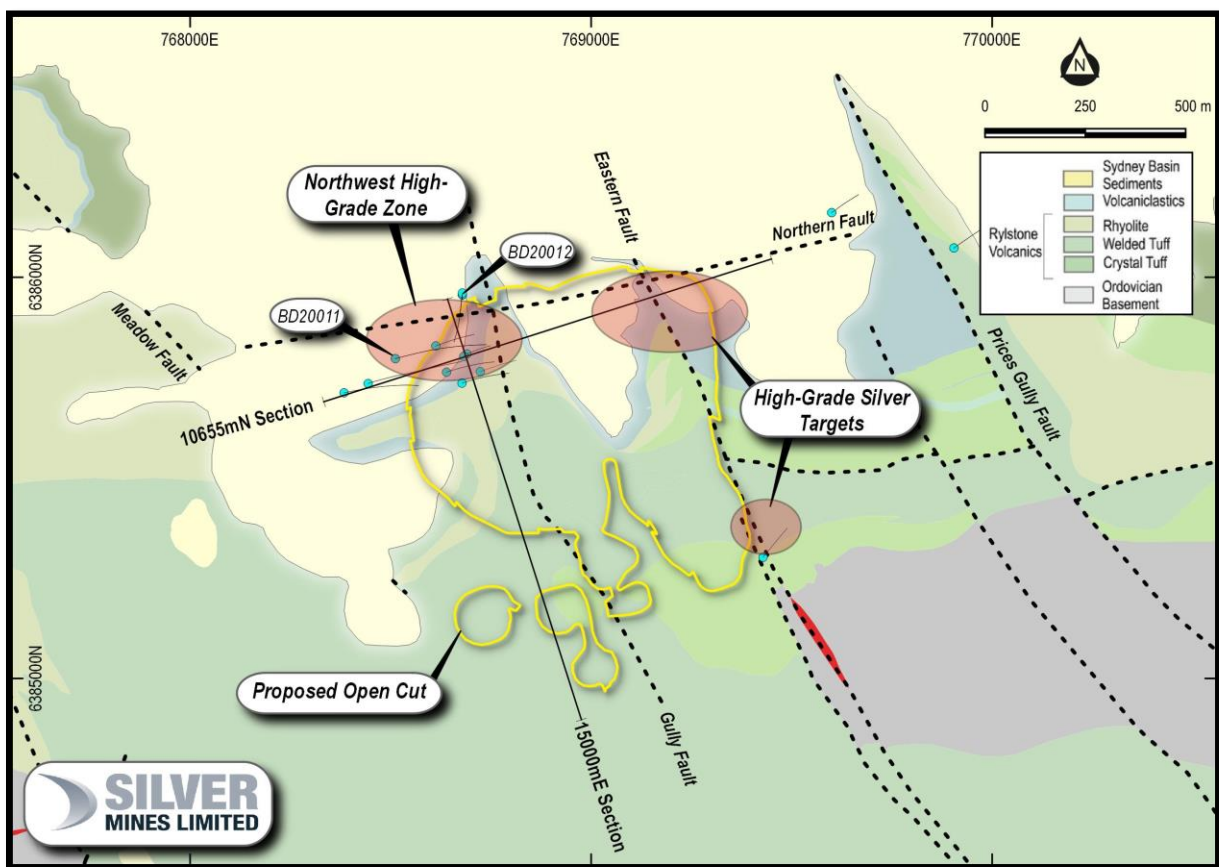 768000E
769000E
770000E
N
0
250
500 m
Sydney Basin
Sediments
Volcaniclastics
Rylstone
Volcanics
Rhyolite
Welded Tuff
Crystal Tuff
Ordovician
Basement
Northwest High-
Grade Zone
Eastern Fault
Northern Fault
BD20012
6386000N
BD20011
Meadow Fault
Prices Gully Fault
10655mN Section
High-Grade Silver
Targets
Proposed Open Cut
6385000N
15000mE Section
Gully Fault
SILVER
MINES LIMITED